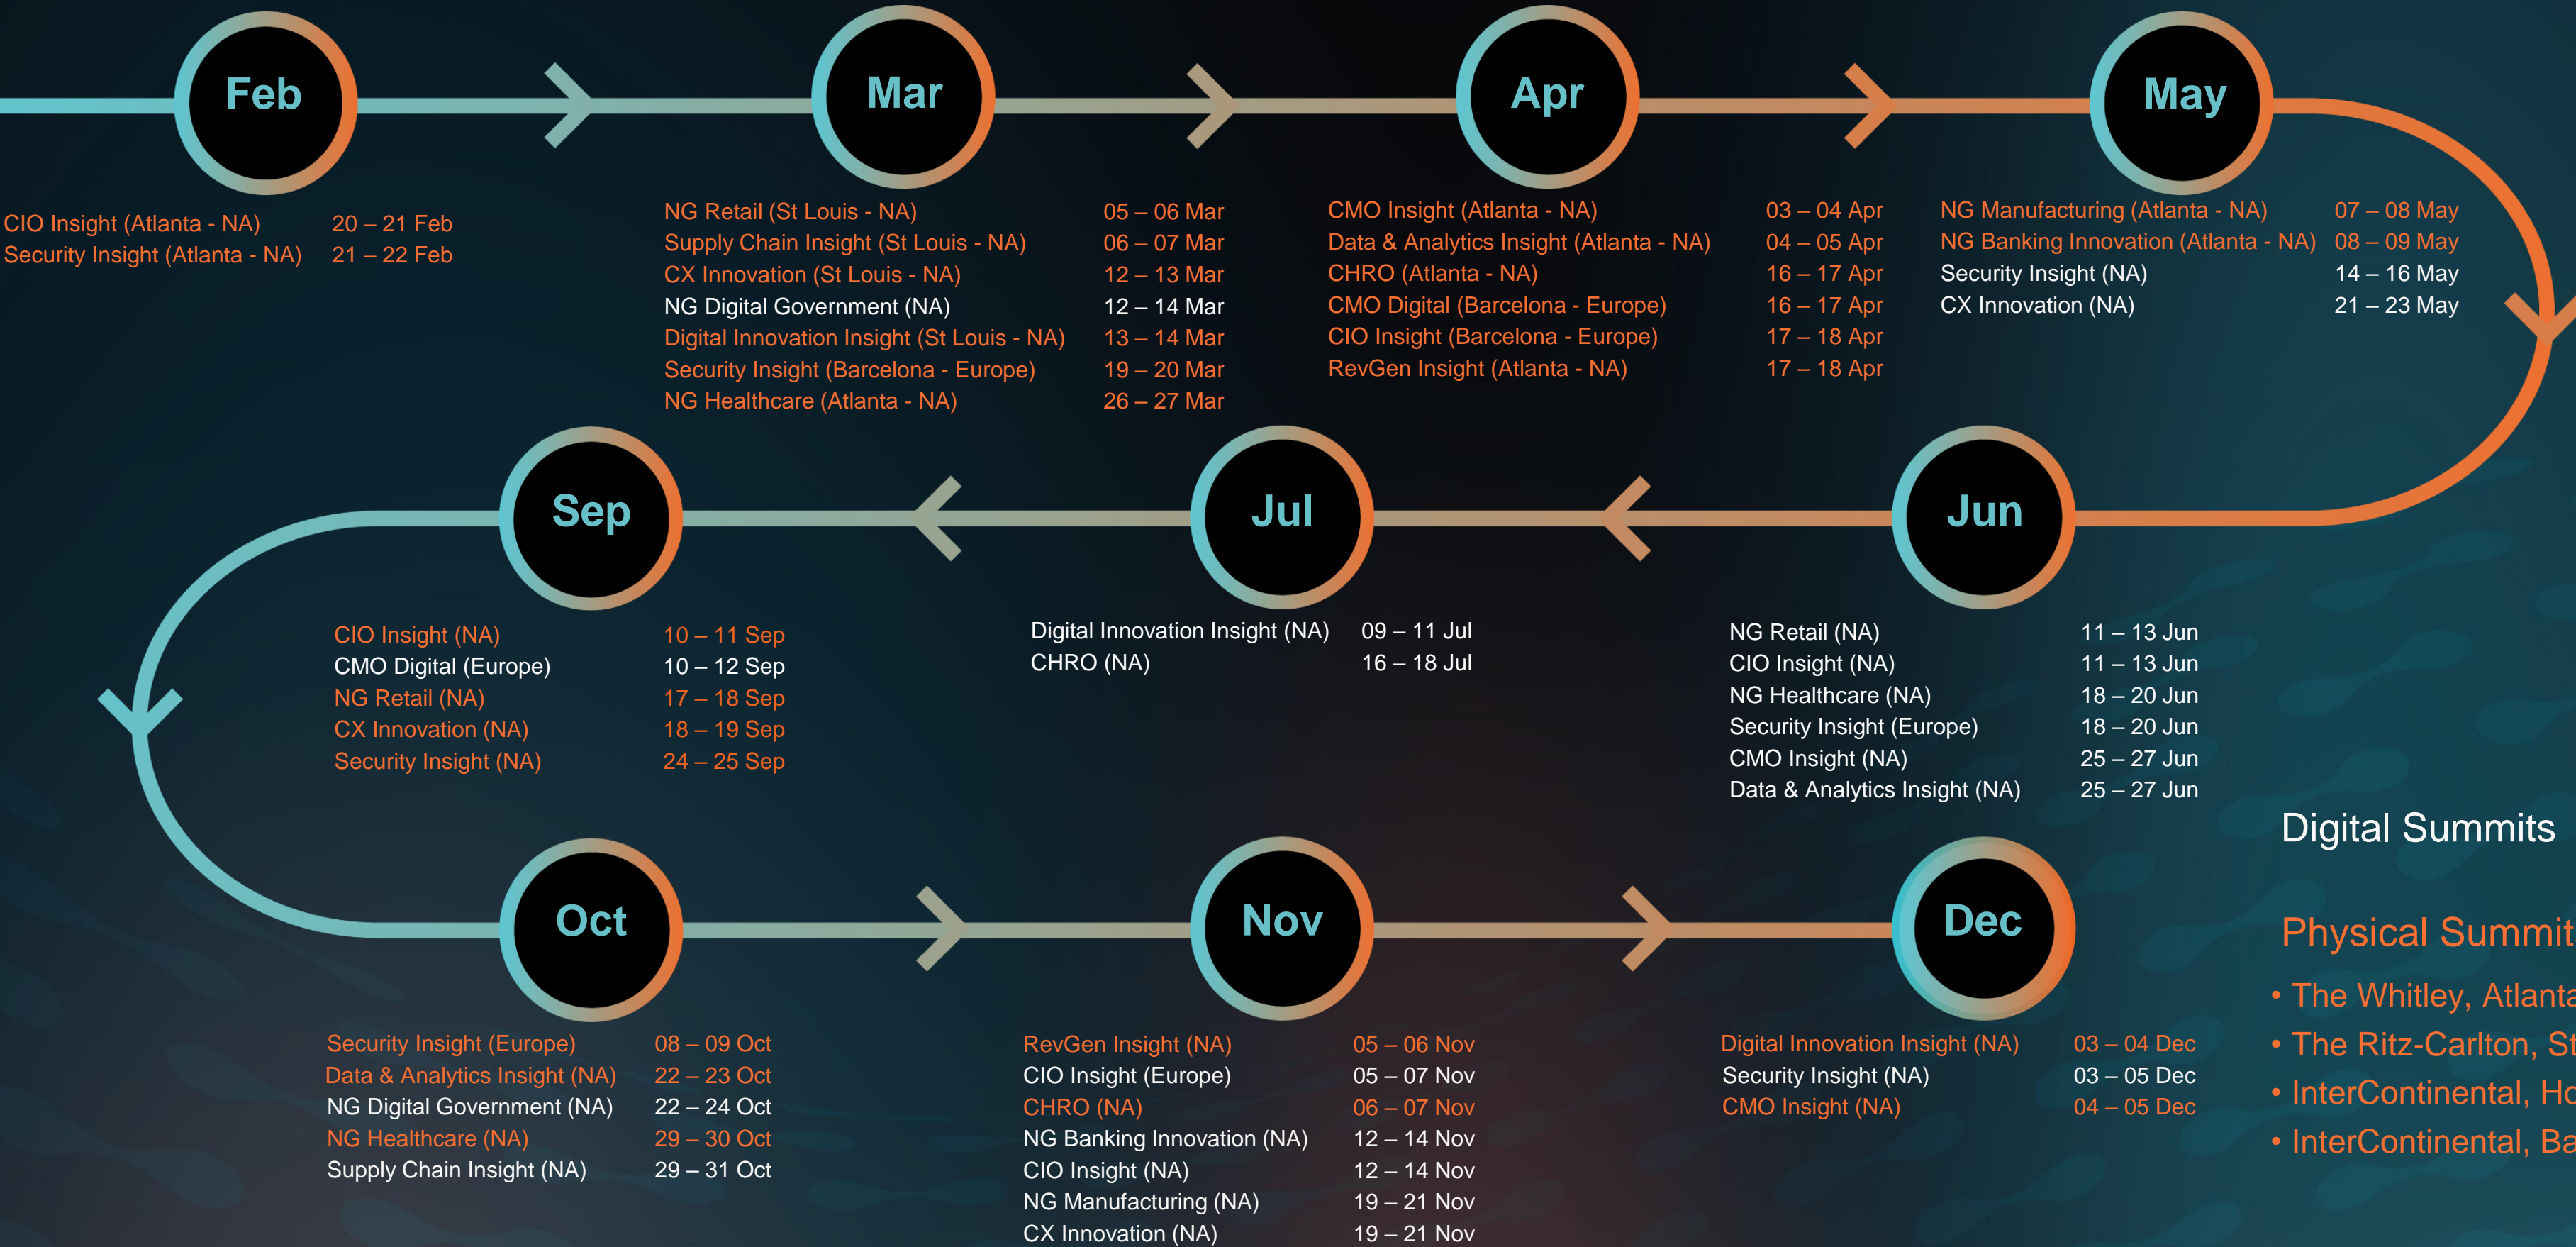 Feb
Mar
Apr
May
CIO Insight (Atlanta - NA) 20 – 21 Feb
Security Insight (Atlanta - NA) 21 – 22 Feb
NG Retail (St Louis - NA) 05 – 06 Mar
Supply Chain Insight (St Louis - NA) 06 – 07 Mar
CX Innovation (St Louis - NA) 12 – 13 Mar
NG Digital Government (NA) 12 – 14 Mar
Digital Innovation Insight (St Louis - NA) 13 – 14 Mar
Security Insight (Barcelona - Europe) 19 – 20 Mar
NG Healthcare (Atlanta - NA) 26 – 27 Mar
CMO Insight (Atlanta - NA) 03 – 04 Apr
Data & Analytics Insight (Atlanta - NA) 04 – 05 Apr
CHRO (Atlanta - NA) 16 – 17 Apr
CMO Digital (Barcelona - Europe) 16 – 17 Apr
CIO Insight (Barcelona - Europe) 17 – 18 Apr
RevGen Insight (Atlanta - NA) 17 – 18 Apr
NG Manufacturing (Atlanta - NA) 07 – 08 May
NG Banking Innovation (Atlanta - NA) 08 – 09 May
Security Insight (NA) 14 – 16 May
CX Innovation (NA) 21 – 23 May
Sep
Jul
Jun
CIO Insight (NA) 10 – 11 Sep
CMO Digital (Europe) 10 – 12 Sep
NG Retail (NA) 17 – 18 Sep
CX Innovation (NA) 18 – 19 Sep
Security Insight (NA) 24 – 25 Sep
Digital Innovation Insight (NA) 09 – 11 Jul
CHRO (NA) 16 – 18 Jul
NG Retail (NA) 11 – 13 Jun
CIO Insight (NA) 11 – 13 Jun
NG Healthcare (NA) 18 – 20 Jun
Security Insight (Europe) 18 – 20 Jun
CMO Insight (NA) 25 – 27 Jun
Data & Analytics Insight (NA) 25 – 27 Jun
Oct
Nov
Dec
Security Insight (Europe) 08 – 09 Oct
Data & Analytics Insight (NA) 22 – 23 Oct
NG Digital Government (NA) 22 – 24 Oct
NG Healthcare (NA) 29 – 30 Oct
Supply Chain Insight (NA) 29 – 31 Oct
RevGen Insight (NA) 05 – 06 Nov
CIO Insight (Europe) 05 – 07 Nov
CHRO (NA) 06 – 07 Nov
NG Banking Innovation (NA) 12 – 14 Nov
CIO Insight (NA) 12 – 14 Nov
NG Manufacturing (NA) 19 – 21 Nov
CX Innovation (NA) 19 – 21 Nov
Digital Innovation Insight (NA) 03 – 04 Dec
Security Insight (NA) 03 – 05 Dec
CMO Insight (NA) 04 – 05 Dec
Digital Summits
Physical Summit
• The Whitley, Atlanta
• The Ritz-Carlton, St
• InterContinental,
• InterContinental,